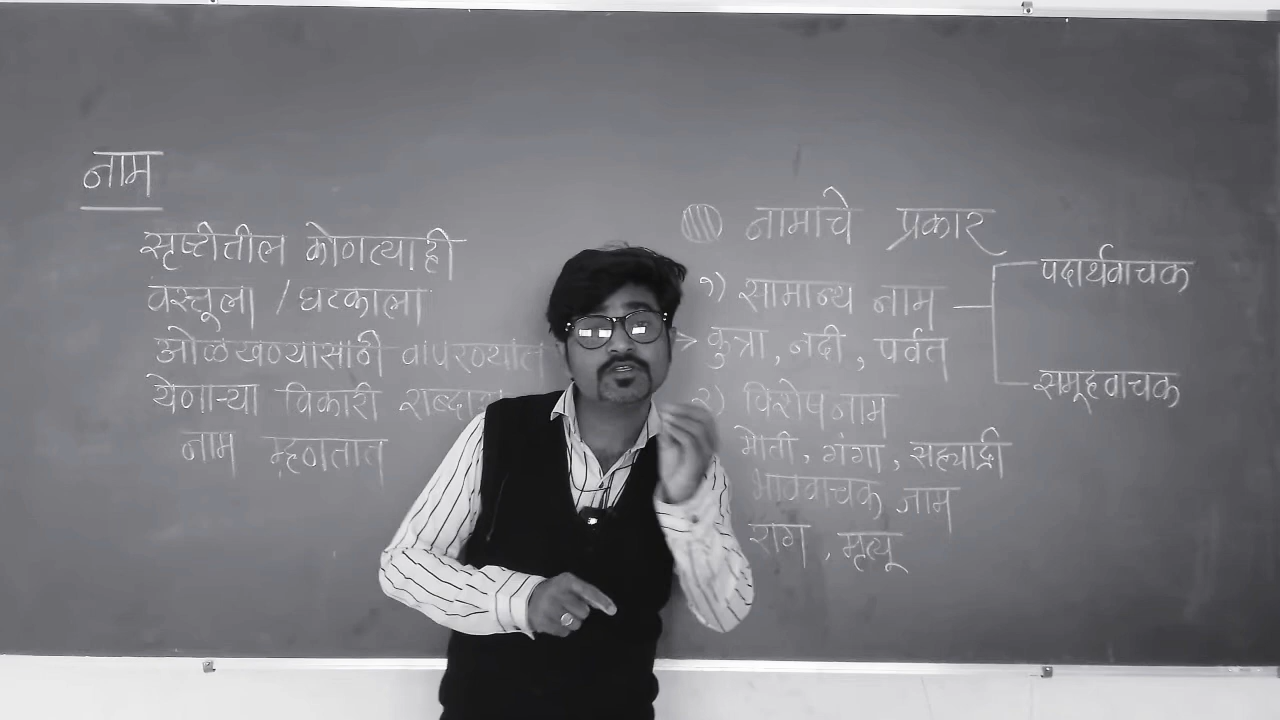 नाम
सृष्टीतील कोणत्याही
वस्तूला / घटकाला
ओळखण्यासाठी वापरण्यात
येणाऱ्या विकारी शब्दाला
नाम म्हणतात
नामांचे प्रकार
१) सामान्य नाम
पदार्थवाचक
समूहवाचक
> कुत्रा, नदी, पर्वत
२) विशेषनाम
मोती, गंगा, सह्याद्री
भाववाचक नाम
राग, मृत्यू